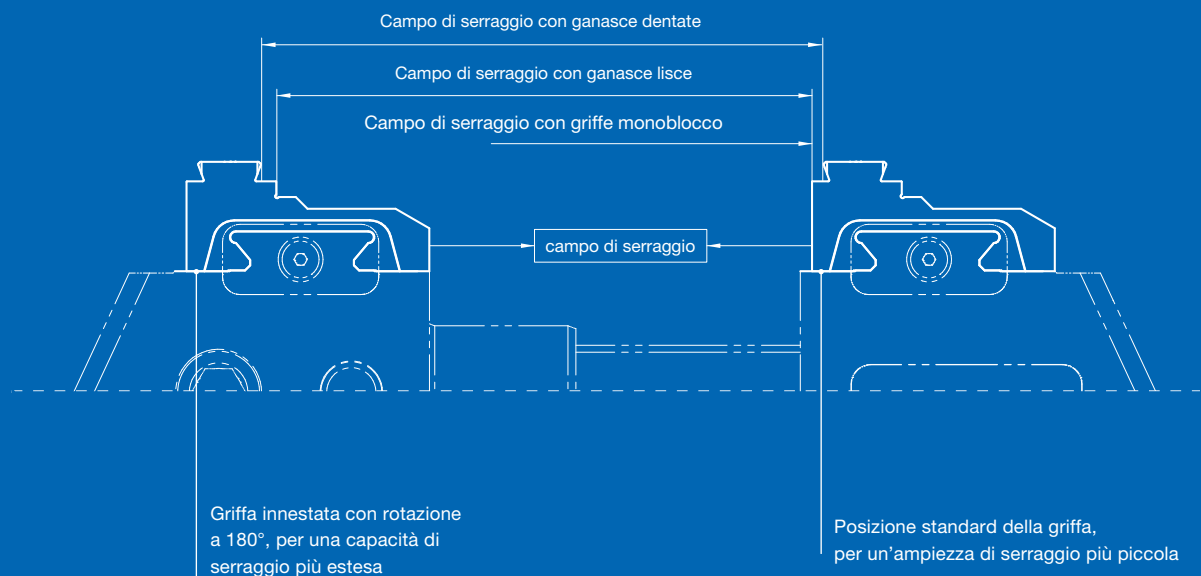 Campo di serraggio con ganasce dentate
Campo di serraggio con ganasce lisce
Campo di serraggio con griffe monoblocco
campo di serraggio
Griffa innestata con rotazione
a 180°, per una capacità di
serraggio più estesa
Posizione standard della griffa,
per un'ampiezza di serraggio più piccola